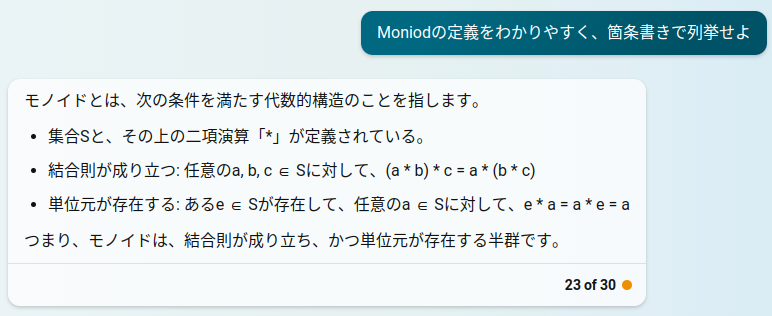 Moniodの定義をわかりやすく、箇条書きで列挙せよ
モノイドとは、次の条件を満たす代数的構造のことを指します。
• 集合Sと、その上の二項演算「*」が定義されている。
• 結合則が成り立つ: 任意のa, b, c ∈ Sに対して、(a * b) * c = a * (b * c)
• 単位元が存在する: あるe ∈ Sが存在して、任意のa ∈ Sに対して、e * a = a * e = a
つまり、モノイドは、結合則が成り立ち、かつ単位元が存在する半群です。
23 of 30